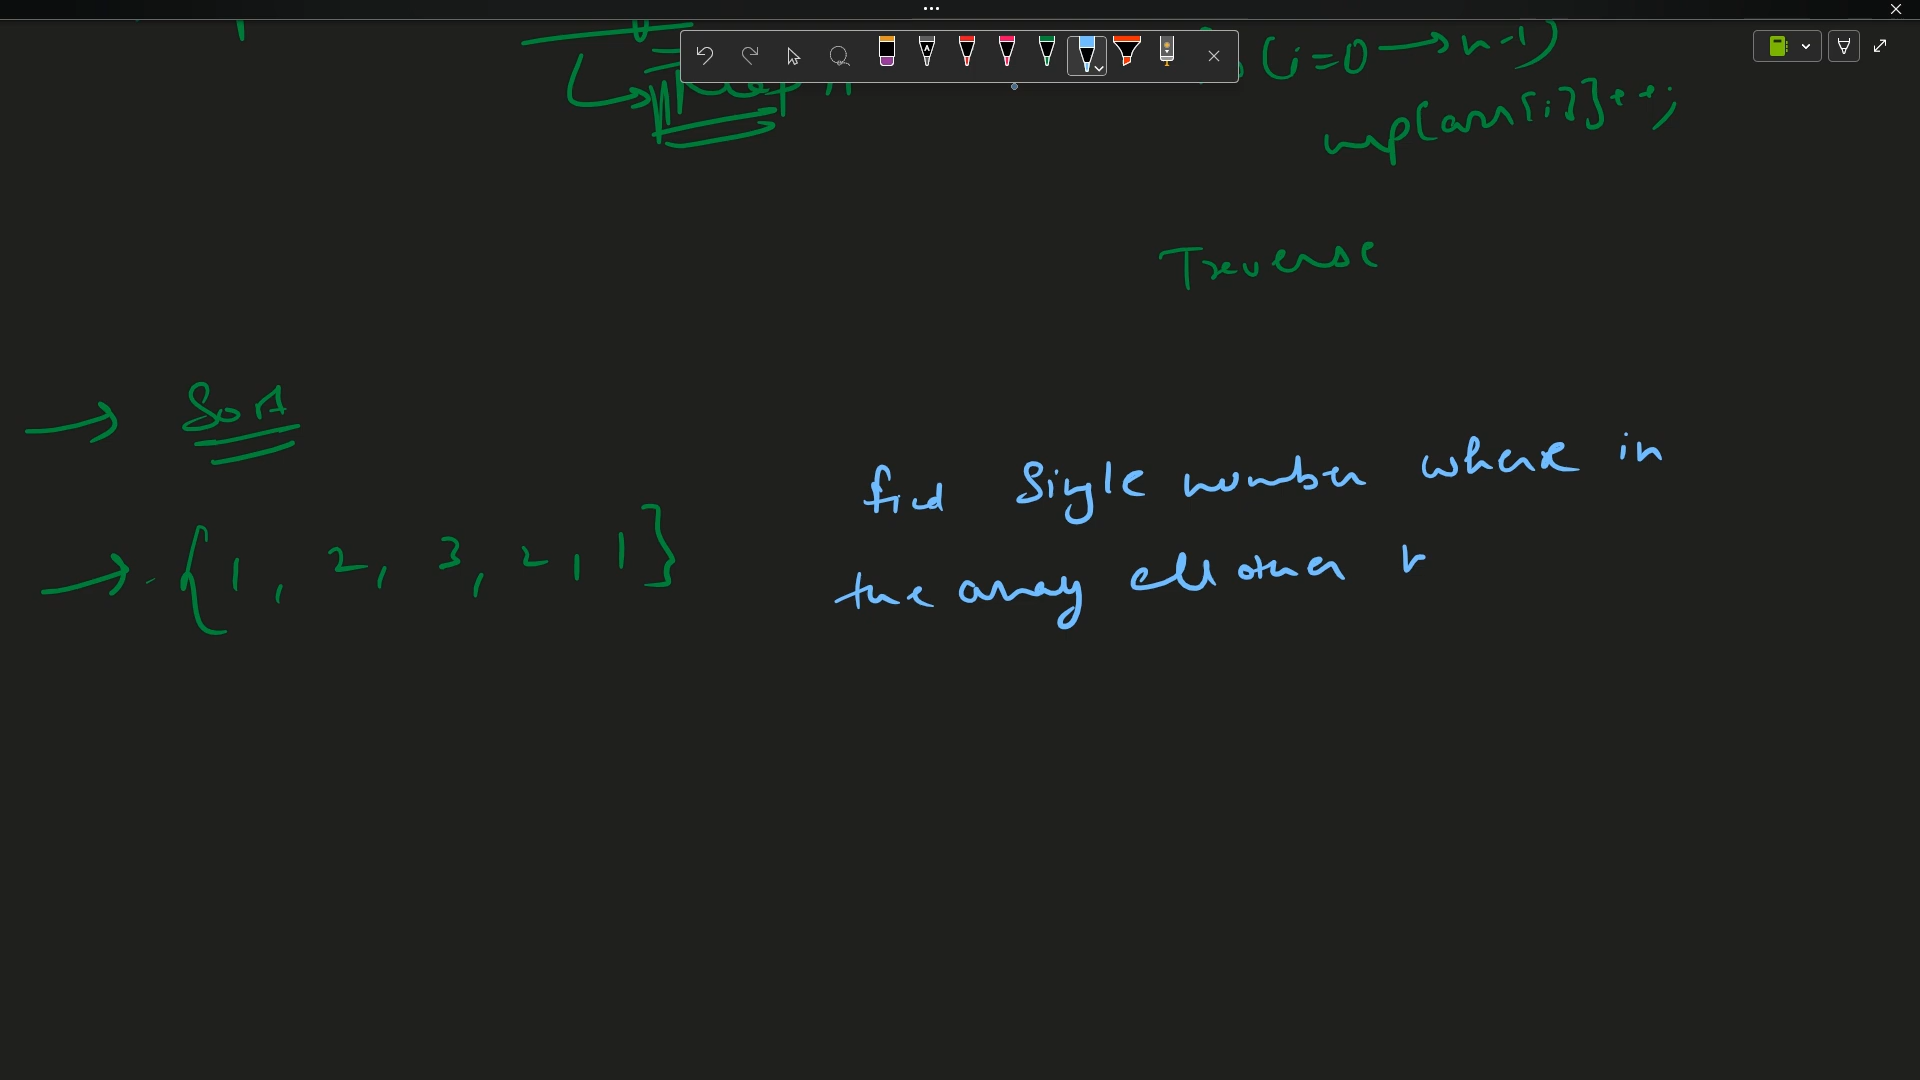 (i=0 → n-1)
mp[arr[i]]++;
Traverse
→ Sort
find Single number where in
→ {1, 2, 3, 2, 1}
the array all other